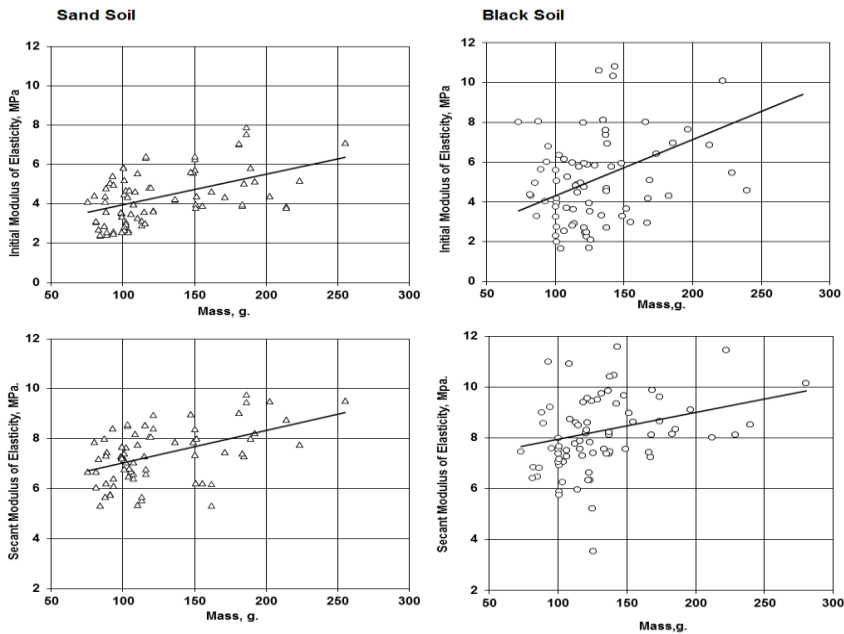 Sand Soil
Black Soil
Initial Modulus of Elasticity, MPa
12
10
8
6
4
2
0
50 100 150 200 250 300
Mass, g.
Initial Modulus of Elasticity, MPa
12
10
8
6
4
2
0
50 100 150 200 250 300
Mass,g.
Secant Modulus of Elasticity, MPa.
12
10
8
6
4
2
50 100 150 200 250 300
Mass, g.
Secant Modulus of Elasticity, Mpa.
12
10
8
6
4
2
50 100 150 200 250 300
Mass,g.